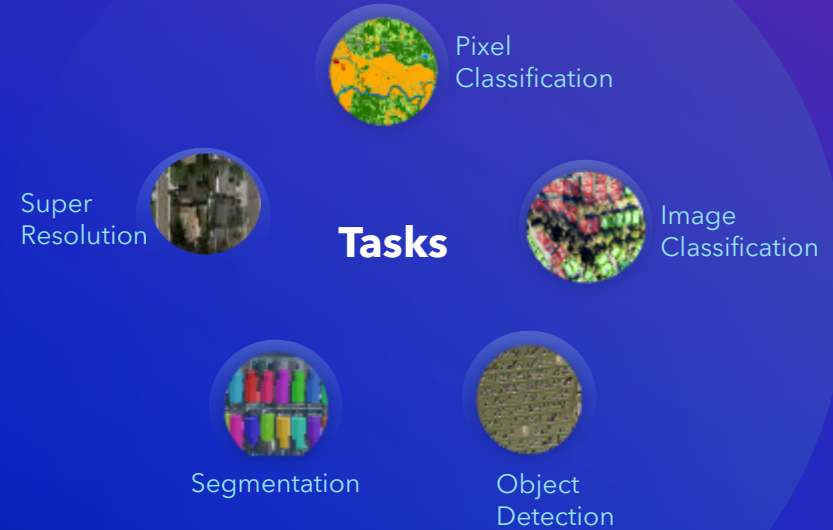 Pixel
Classification
Super
Resolution
Tasks
Image
Classification
Segmentation
Object
Detection